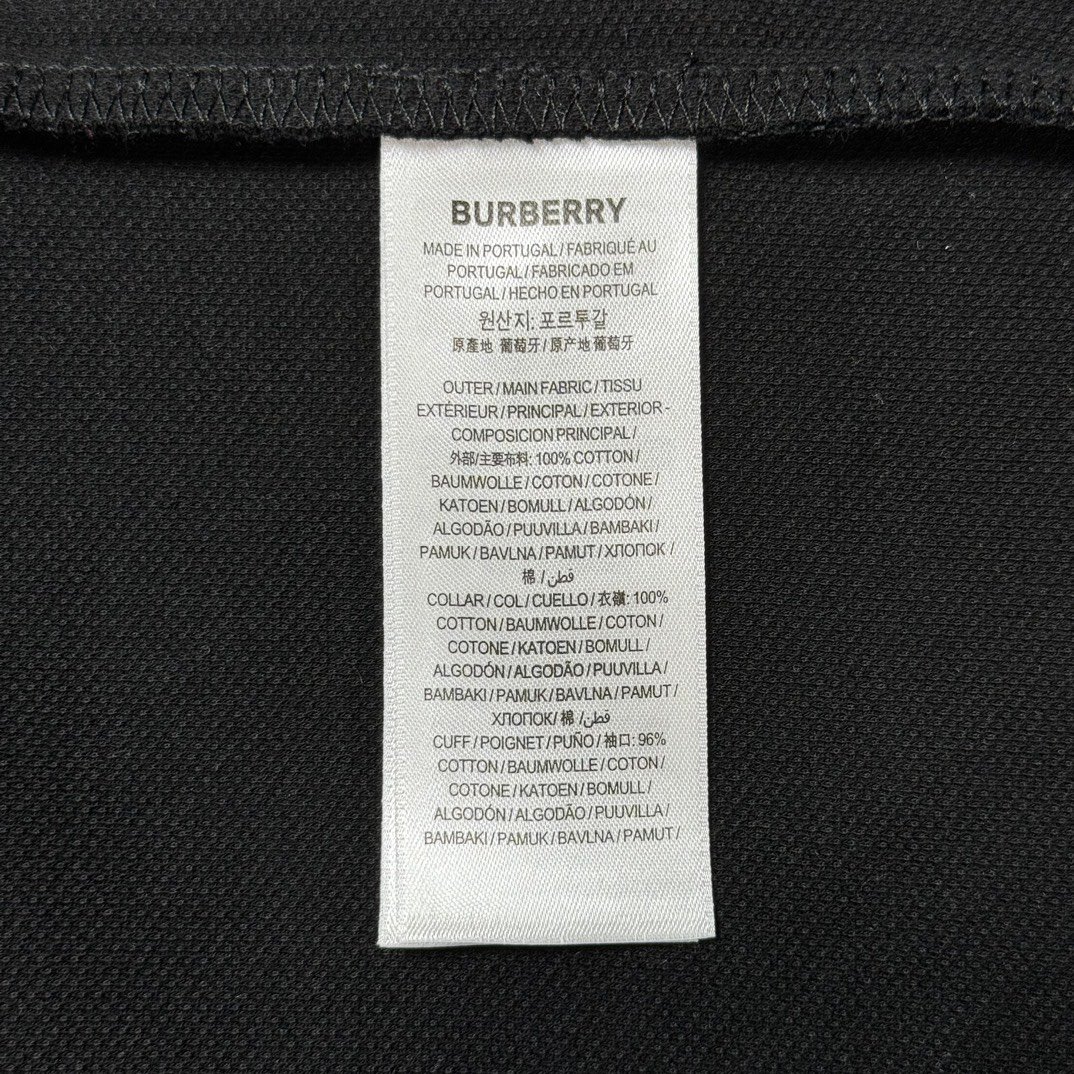 BURBERRY
MADE IN PORTUGAL / FABRIQUÉ AU
PORTUGAL / FABRICADO EM
PORTUGAL / HECHO EN PORTUGAL
원산지: 포르투갈
原產地 葡萄牙 / 原产地 葡萄牙
OUTER / MAIN FABRIC / TISSU
EXTÉRIEUR / PRINCIPAL / EXTERIOR -
COMPOSICION PRINCIPAL /
外部/主要布料: 100% COTTON /
BAUMWOLLE / COTON / COTONE /
KATOEN / BOMULL / ALGODÓN /
ALGODÃO / PUUVILLA / BAMBAKI /
PAMUK / BAVLNA / PAMUT / ХЛОПОК /
棉 / قطن
COLLAR / COL / CUELLO / 衣嶺: 100%
COTTON / BAUMWOLLE / COTON /
COTONE / KATOEN / BOMULL /
ALGODÓN / ALGODÃO / PUUVILLA /
BAMBAKI / PAMUK / BAVLNA / PAMUT /
ХЛОПОК / 棉 / قطن
CUFF / POIGNET / PUÑO / 袖口: 96%
COTTON / BAUMWOLLE / COTON /
COTONE / KATOEN / BOMULL /
ALGODÓN / ALGODÃO / PUUVILLA /
BAMBAKI / PAMUK / BAVLNA / PAMUT /